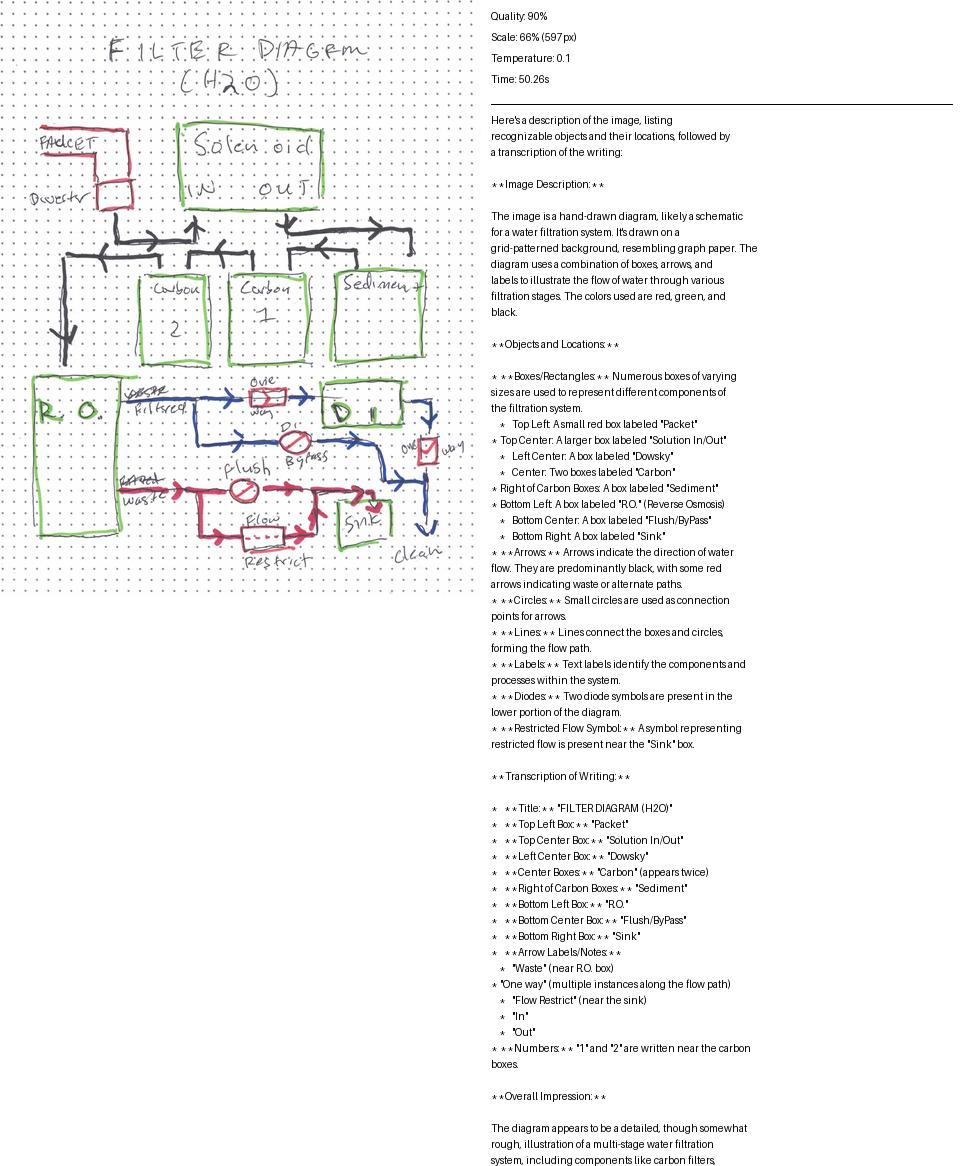 FILTER DIAGRM
(H2O)
FAUCET
Solenoid
IN OUT
Carbon
2
Carbon
1
Sediment
R.O.
Filtered
one
way
DI
DI
Bypass
one way
Flush
waste
Flow
Restrict
Sink
Clean
Quality: 90%
Scale: 66% (597px)
Temperature: 0.1
Time: 50.26s
Here's a description of the image, listing
recognizable objects and their locations, followed by
a transcription of the writing:
**Image Description:**
The image is a hand-drawn diagram, likely a schematic
for a water filtration system. It's drawn on a
grid-patterned background, resembling graph paper. The
diagram uses a combination of boxes, arrows, and
labels to illustrate the flow of water through various
filtration stages. The colors used are red, green, and
black.
**Objects and Locations:**
* **Boxes/Rectangles:** Numerous boxes of varying
sizes are used to represent different components of
the filtration system.
* Top Left: A small red box labeled "Packet"
* Top Center: A larger box labeled "Solution In/Out"
* Left Center: A box labeled "Dowsky"
* Center: Two boxes labeled "Carbon"
* Right of Carbon Boxes: A box labeled "Sediment"
* Bottom Left: A box labeled "R.O." (Reverse Osmosis)
* Bottom Center: A box labeled "Flush/ByPass"
* Bottom Right: A box labeled "Sink"
* **Arrows:** Arrows indicate the direction of water
flow. They are predominantly black, with some red
arrows indicating waste or alternate paths.
* **Circles:** Small circles are used as connection
points for arrows.
* **Lines:** Lines connect the boxes and circles,
forming the flow path.
* **Labels:** Text labels identify the components and
processes within the system.
* **Diodes:** Two diode symbols are present in the
lower portion of the diagram.
* **Restricted Flow Symbol:** A symbol representing
restricted flow is present near the "Sink" box.
**Transcription of Writing:**
* **Title:** "FILTER DIAGRAM (H2O)"
* **Top Left Box:** "Packet"
* **Top Center Box:** "Solution In/Out"
* **Left Center Box:** "Dowsky"
* **Center Boxes:** "Carbon" (appears twice)
* **Right of Carbon Boxes:** "Sediment"
* **Bottom Left Box:** "R.O."
* **Bottom Center Box:** "Flush/ByPass"
* **Bottom Right Box:** "Sink"
* **Arrow Labels/Notes:**
* "Waste" (near R.O. box)
* "One way" (multiple instances along the flow path)
* "Flow Restrict" (near the sink)
* "In"
* "Out"
* **Numbers:** "1" and "2" are written near the carbon
boxes.
**Overall Impression:**
The diagram appears to be a detailed, though somewhat
rough, illustration of a multi-stage water filtration
system, including components like carbon filters,